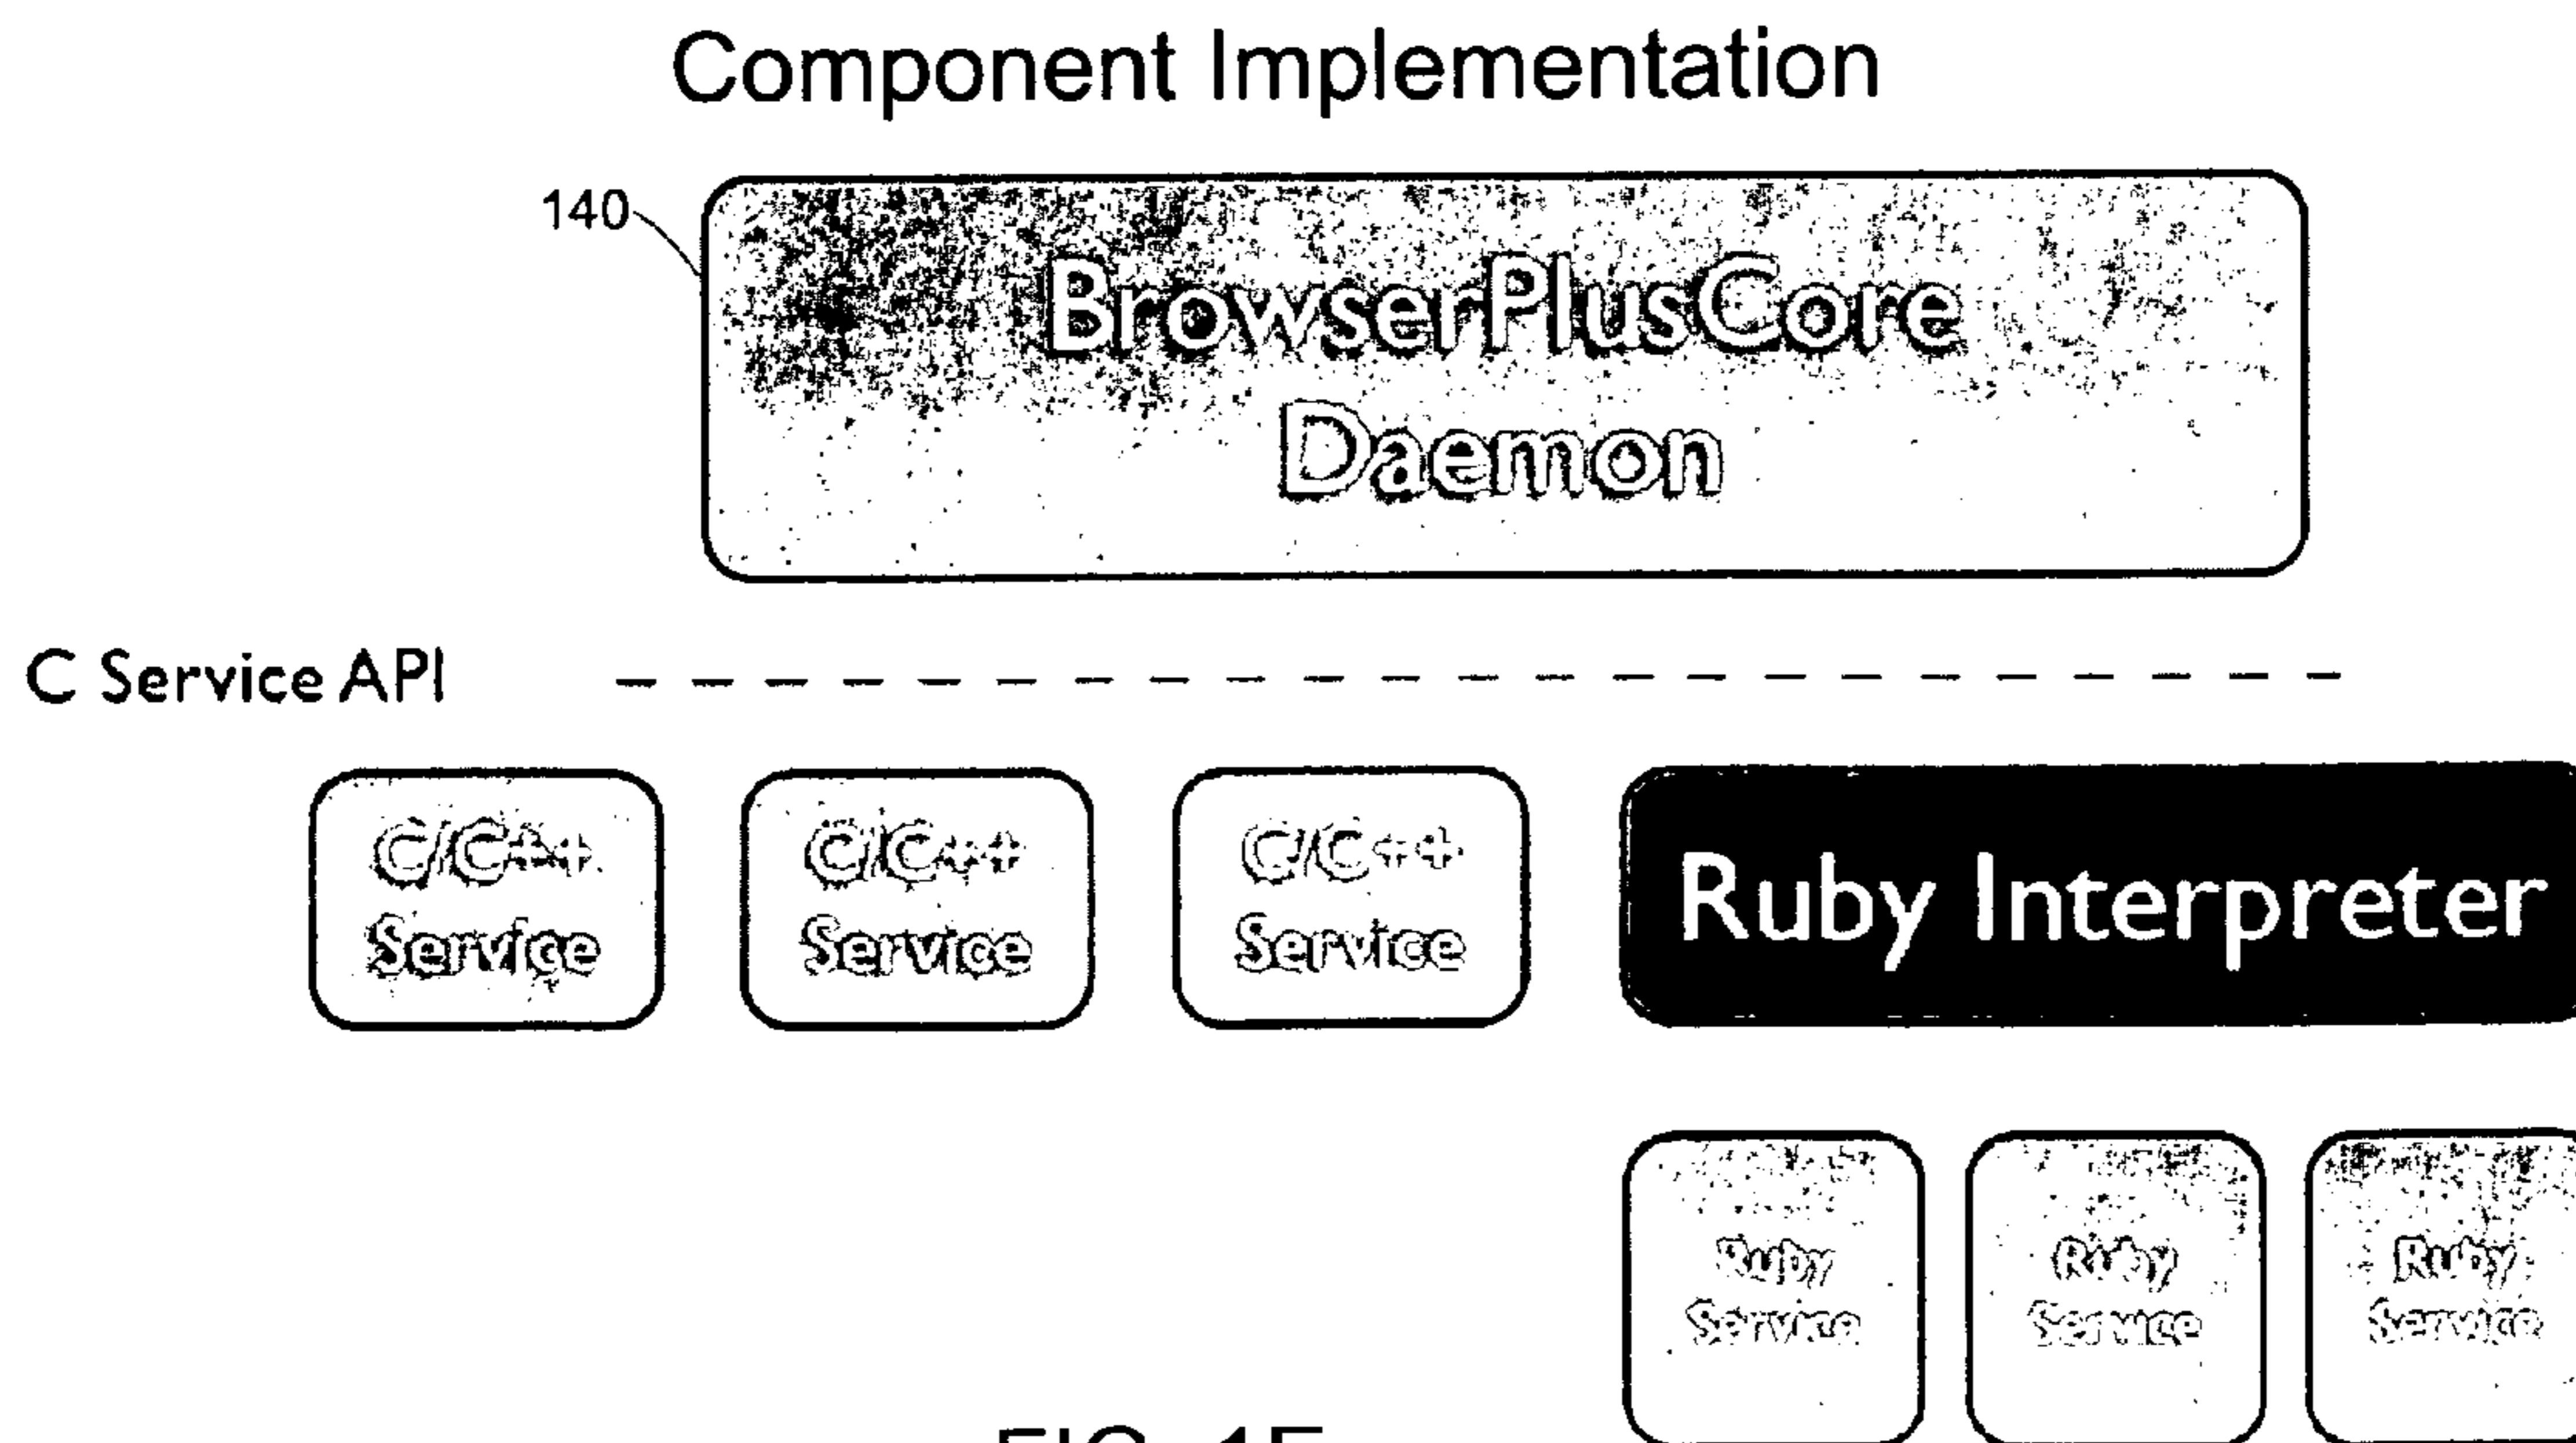 Component Implementation
140
BrowserPlusCore
Daemon
C Service API
C/C++
Service
C/C++
Service
C/C++
Service
Ruby Interpreter
Ruby
Service
Ruby
Service
Ruby
Service